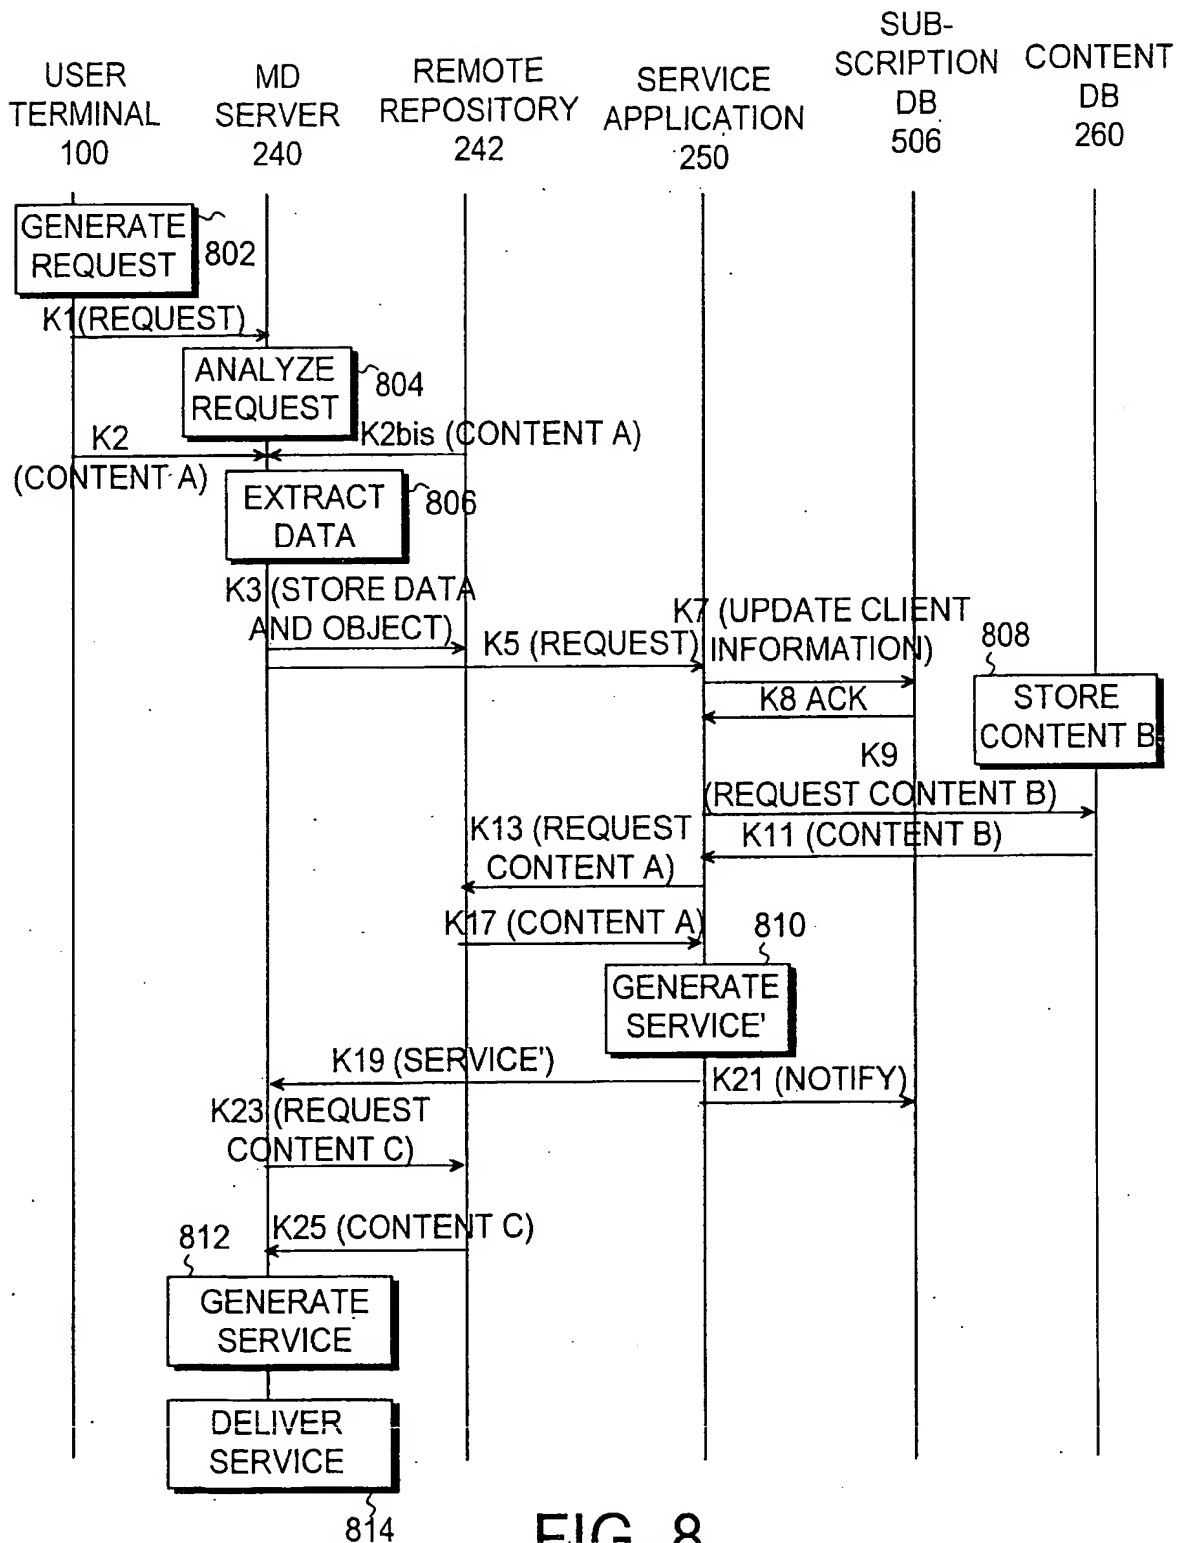 USER
TERMINAL
100
MD
SERVER
240
REMOTE
REPOSITORY
242
SERVICE
APPLICATION
250
SUB-
SCRIPTION
DB
506
CONTENT
DB
260
GENERATE
REQUEST
802
K1(REQUEST)
ANALYZE
REQUEST
804
K2
(CONTENT A)
K2bis (CONTENT A)
EXTRACT
DATA
806
K3 (STORE DATA
AND OBJECT)
K5 (REQUEST)
K7 (UPDATE CLIENT
INFORMATION)
K8 ACK
808
STORE
CONTENT B
K9
(REQUEST CONTENT B)
K11 (CONTENT B)
K13 (REQUEST
CONTENT A)
K17 (CONTENT A)
810
GENERATE
SERVICE'
K19 (SERVICE')
K21 (NOTIFY)
K23 (REQUEST
CONTENT C)
K25 (CONTENT C)
812
GENERATE
SERVICE
DELIVER
SERVICE
814
FIG. 8